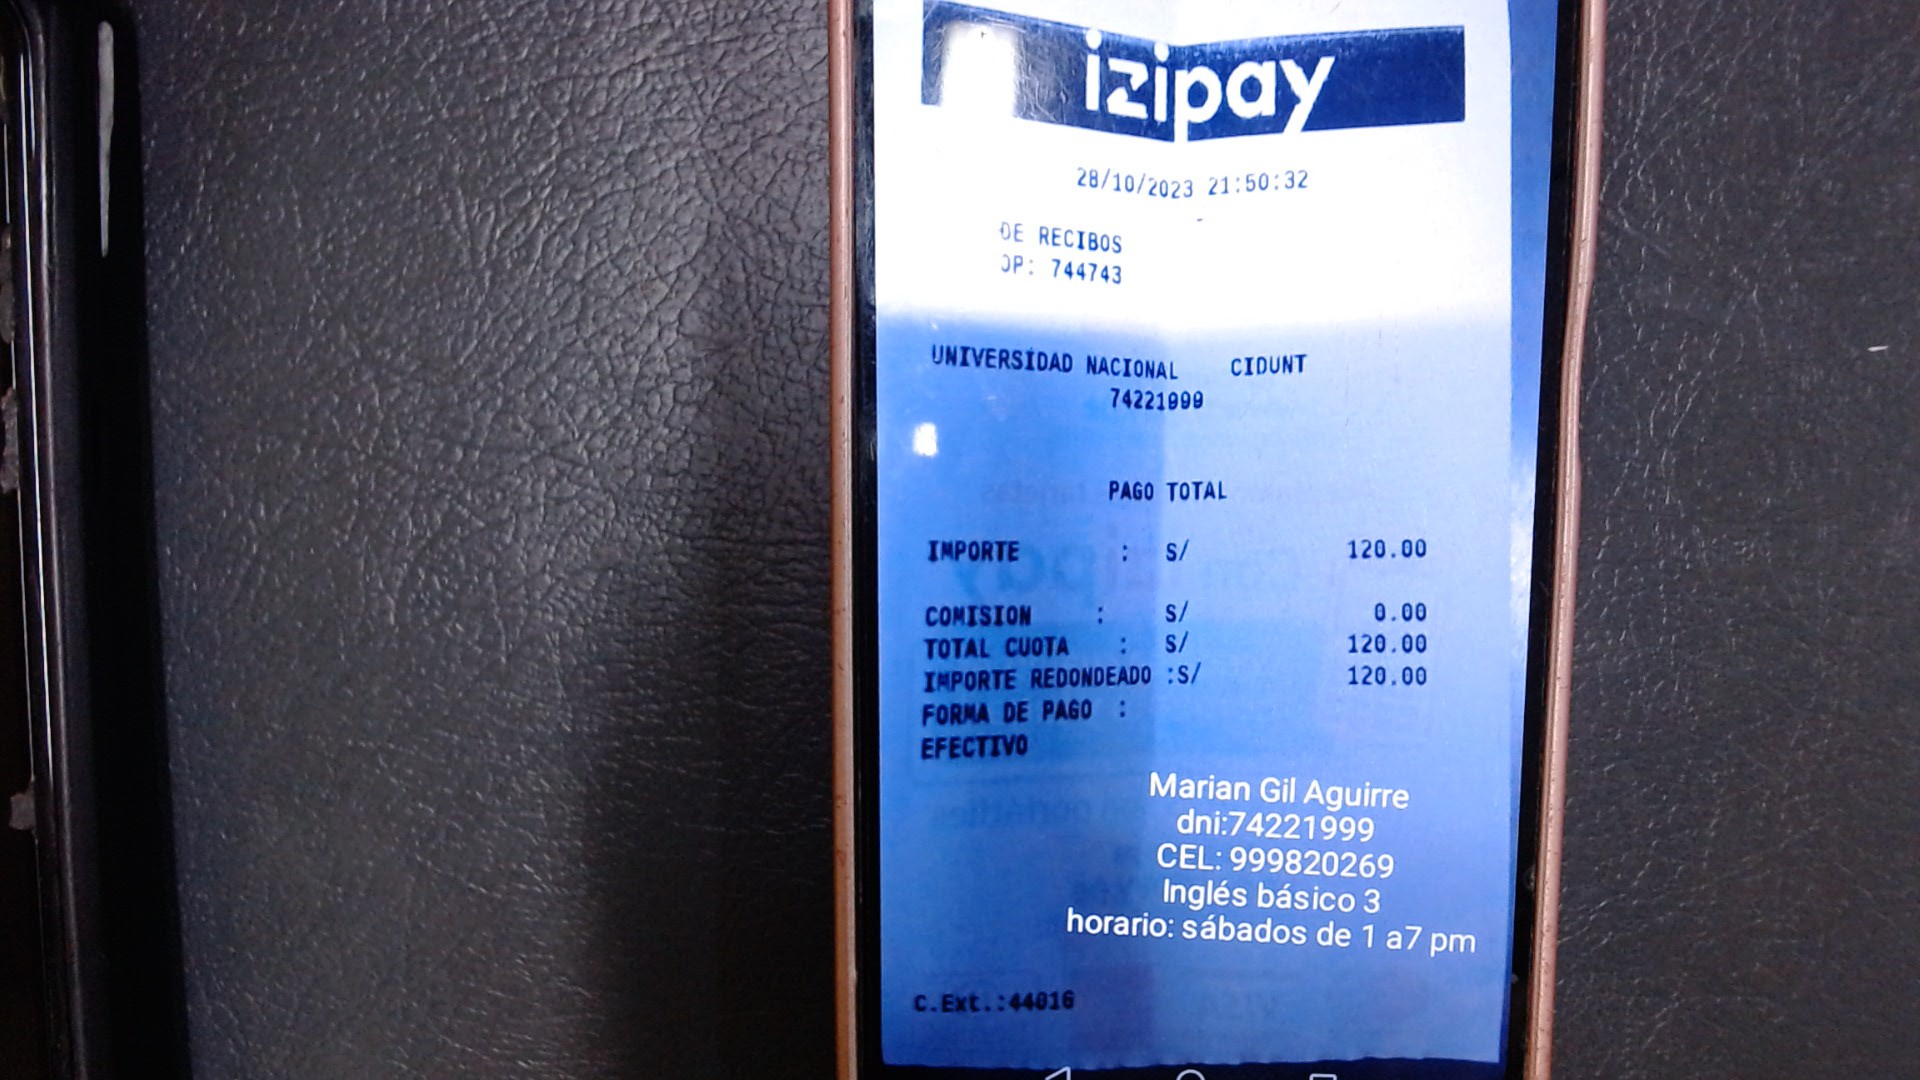 izipay
28/10/2023 21:50:32
DE RECIBOS
OP: 744743
UNIVERSIDAD NACIONAL CIDUNT
74221999
PAGO TOTAL
IMPORTE : S/ 120.00
COMISION : S/ 0.00
TOTAL CUOTA : S/ 120.00
IMPORTE REDONDEADO :S/ 120.00
FORMA DE PAGO :
EFECTIVO
Marian Gil Aguirre
dni:74221999
CEL: 999820269
Inglés básico 3
horario: sábados de 1 a7 pm
C.Ext.:44016